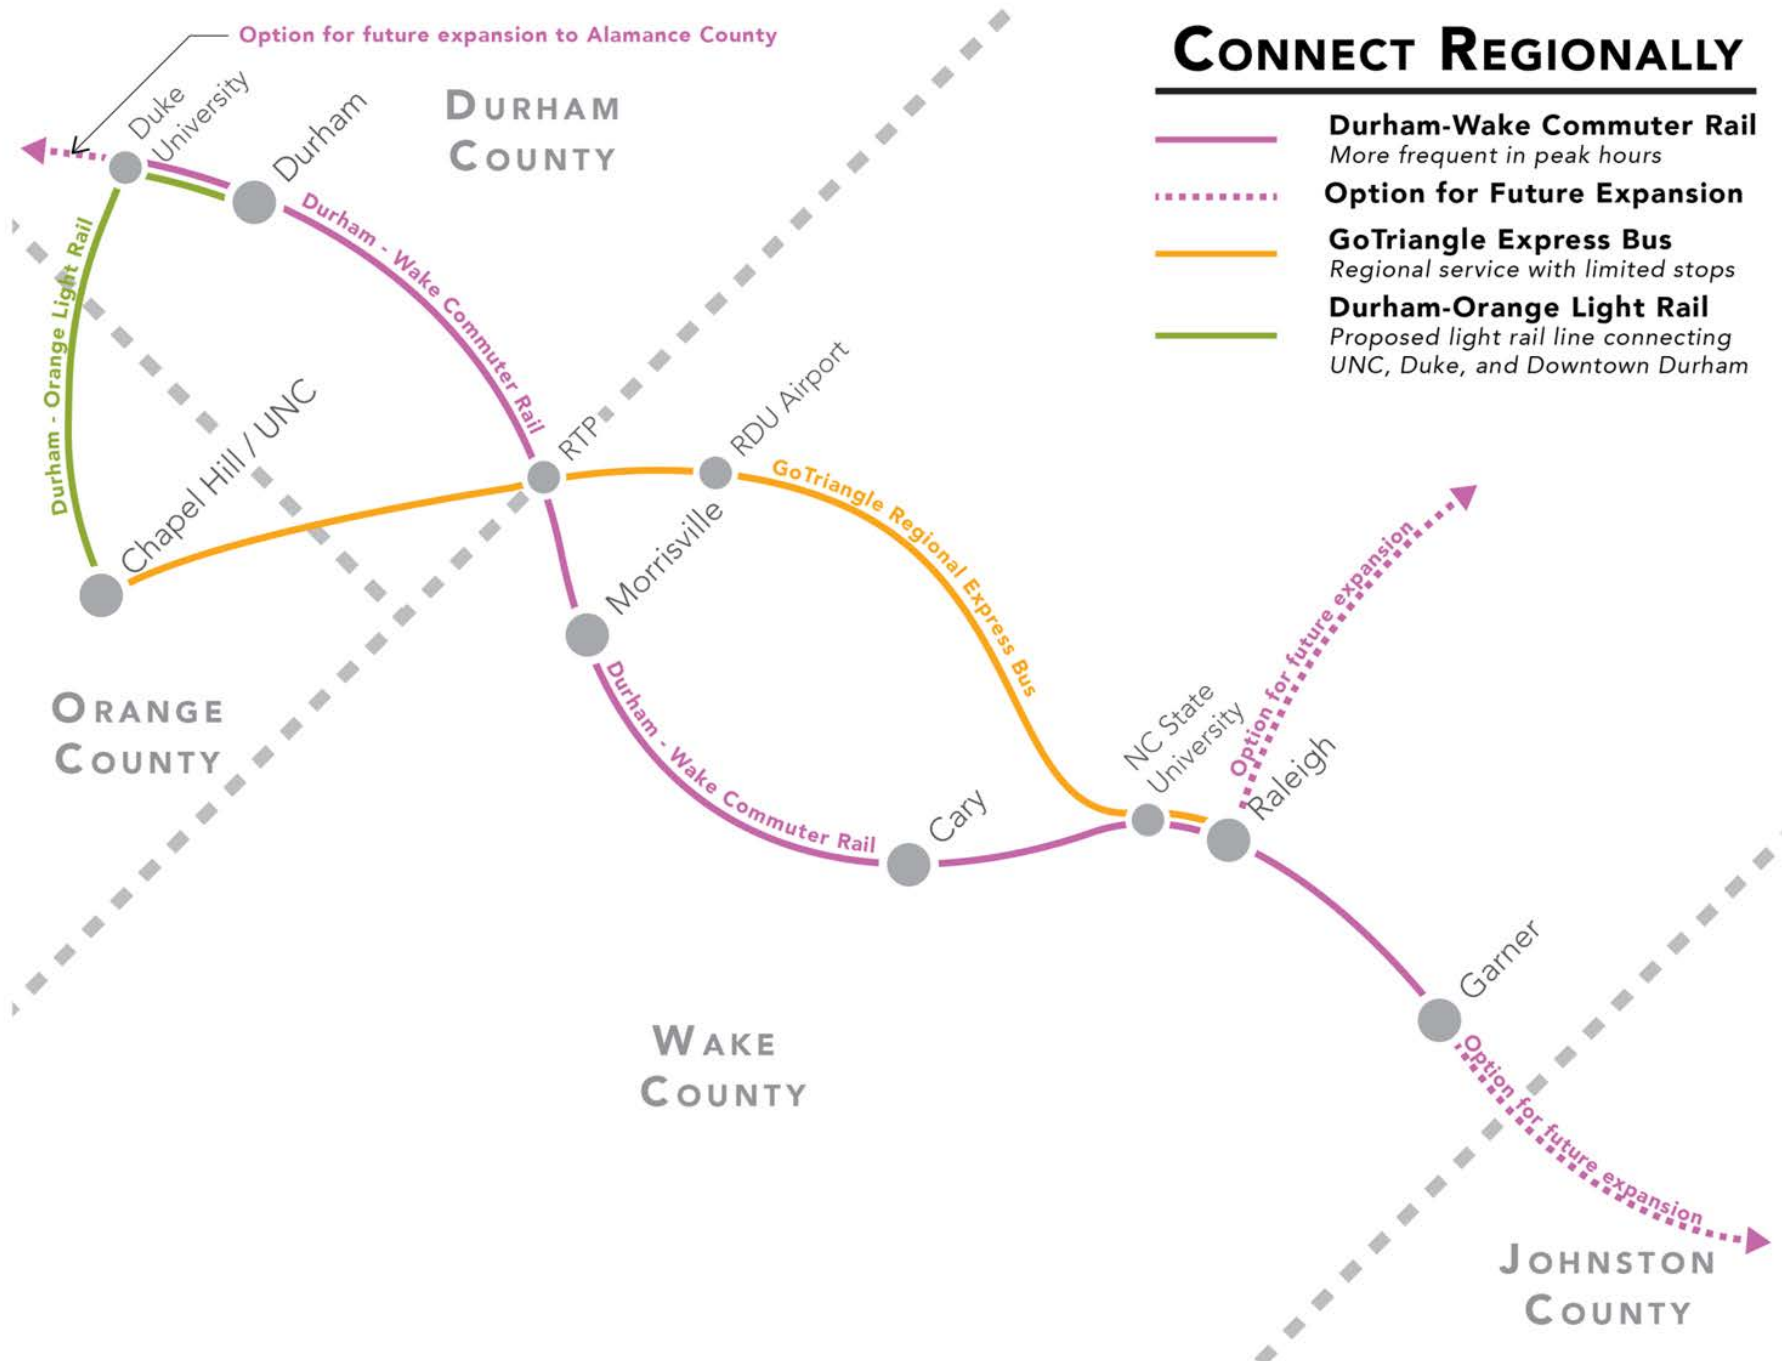 Option for future expansion to Alamance County
CONNECT REGIONALLY
Durham-Wake Commuter Rail
More frequent in peak hours
Option for Future Expansion
GoTriangle Express Bus
Regional service with limited stops
Durham-Orange Light Rail
Proposed light rail line connecting
UNC, Duke, and Downtown Durham
DURHAM
COUNTY
Duke
University
Durham
Durham - Wake Commuter Rail
Durham - Orange Light Rail
Chapel Hill / UNC
RTP
RDU Airport
GoTriangle Regional Express Bus
Morrisville
Durham - Wake Commuter Rail
Cary
NC State
University
Option for future expansion
Raleigh
ORANGE
COUNTY
WAKE
COUNTY
Garner
Option for future expansion
JOHNSTON
COUNTY